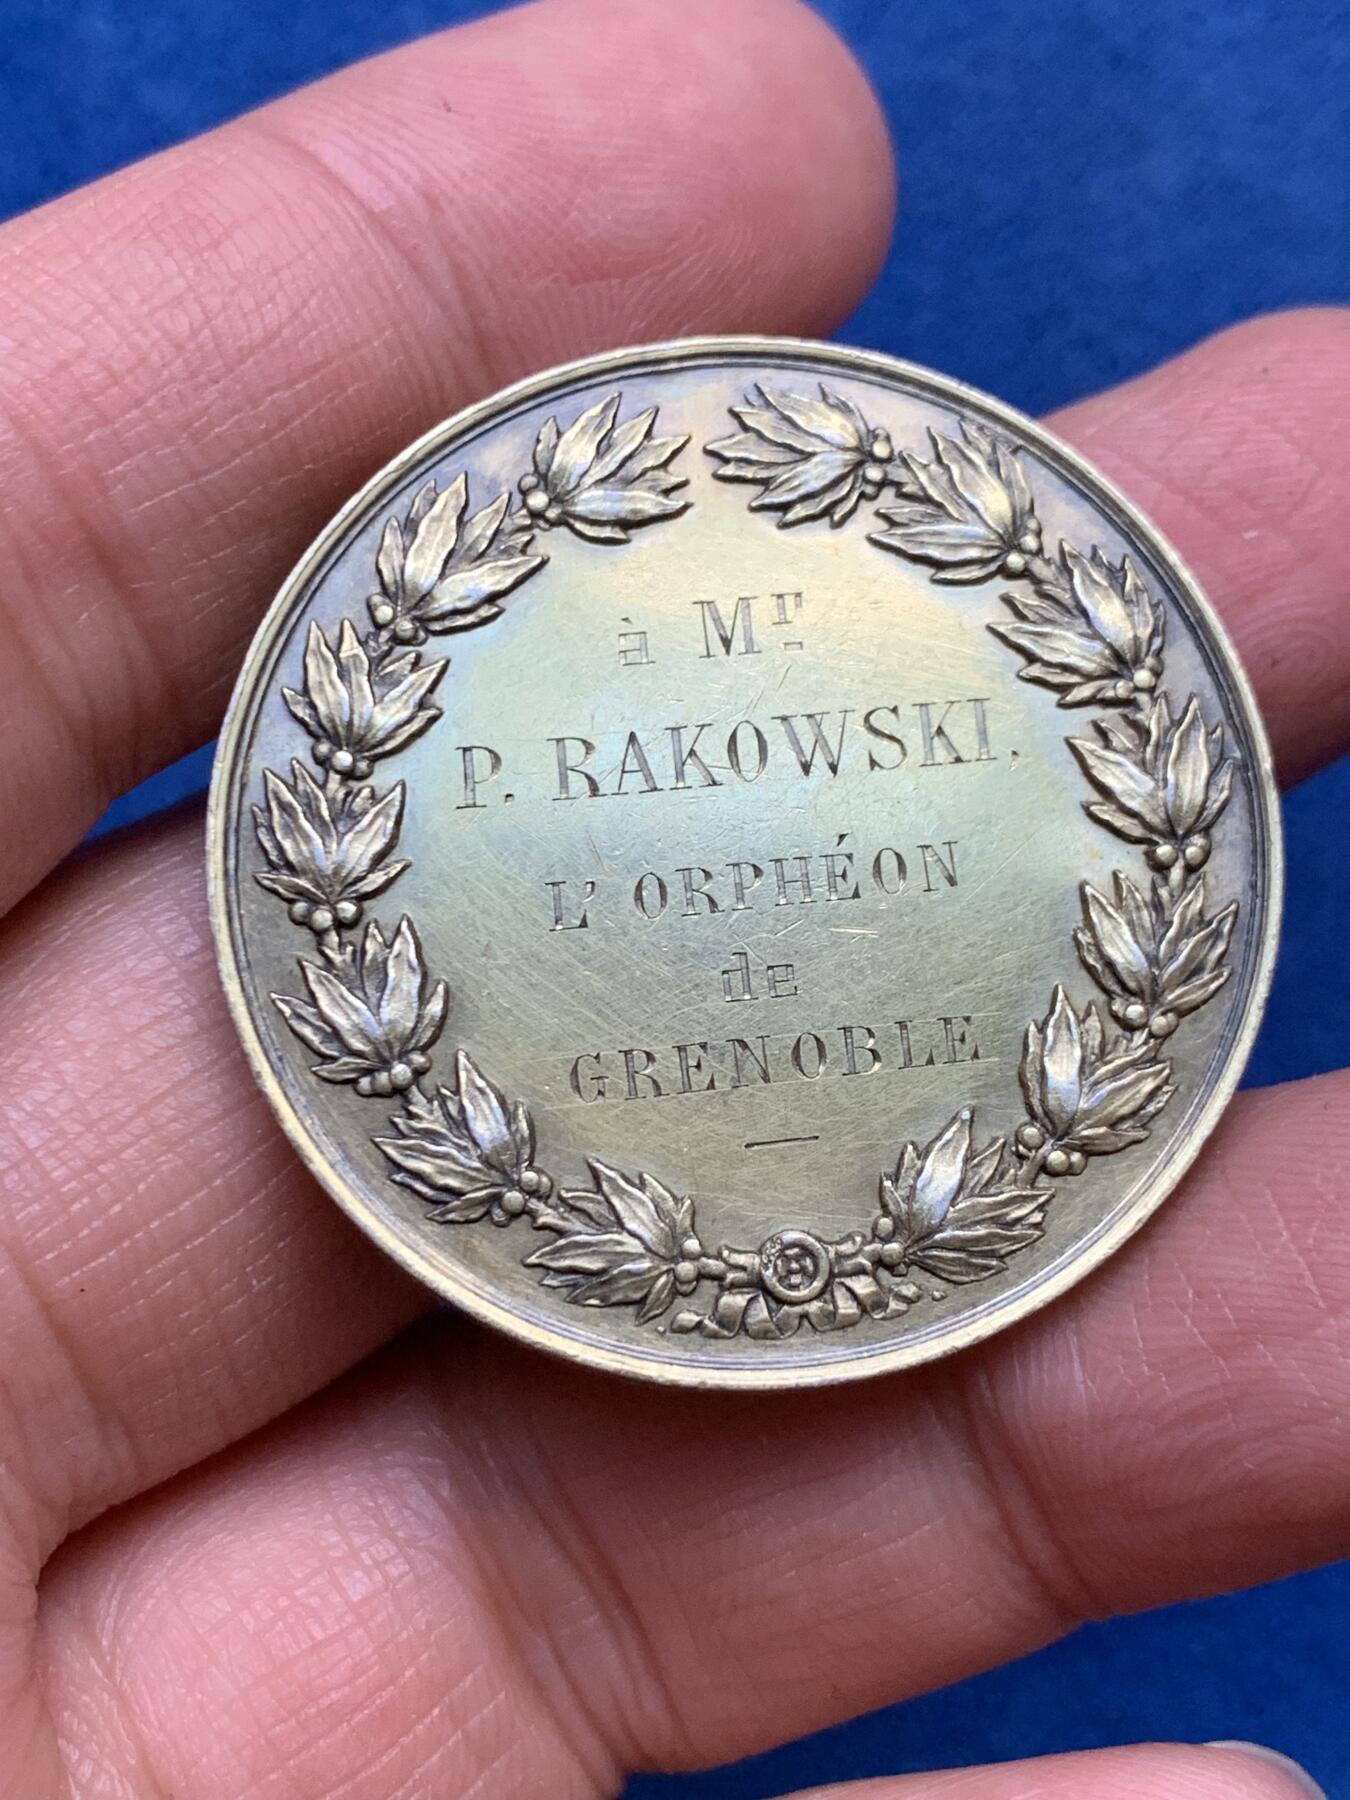 à Mr
P. RAKOWSKI,
L'ORPHÉON
de
GRENOBLE